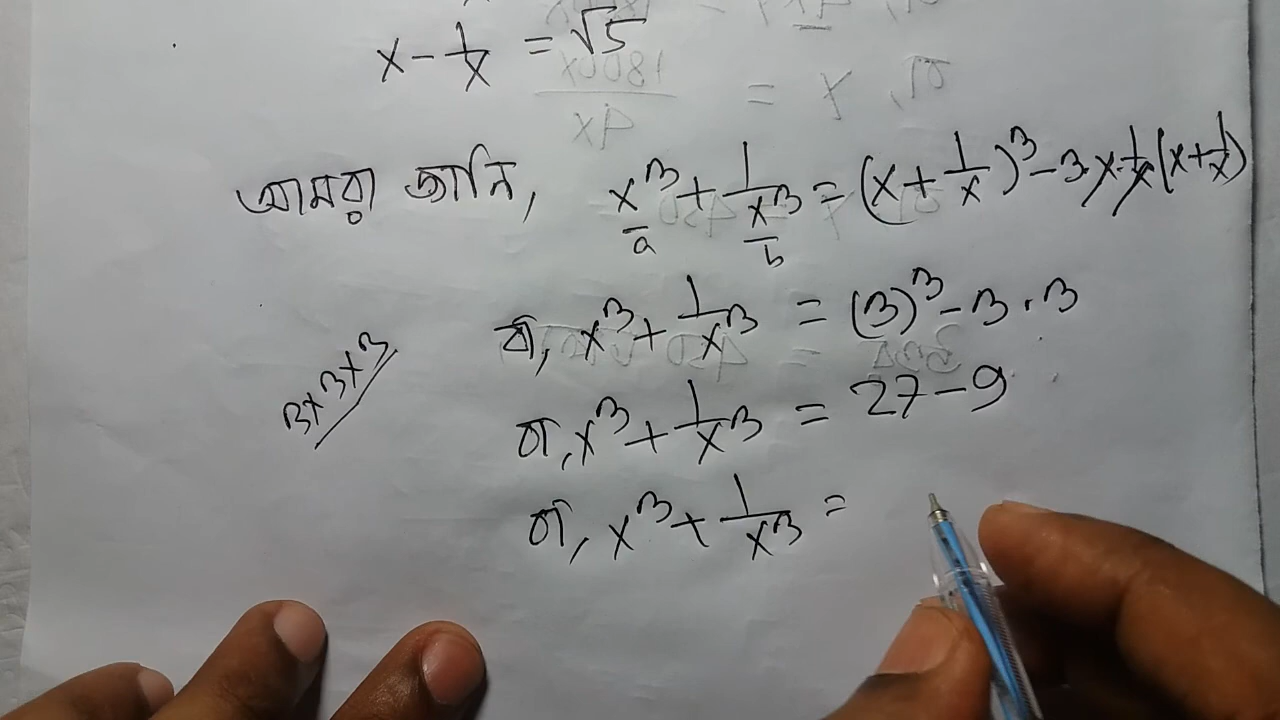 x - 1/x = √5
আমরা জানি, x³ + 1/x³ = (x + 1/x)³ - 3·x·1/x(x + 1/x)
a b
বা, x³ + 1/x³ = (3)³ - 3·3
3×3×3
বা, x³ + 1/x³ = 27 - 9
বা, x³ + 1/x³ =